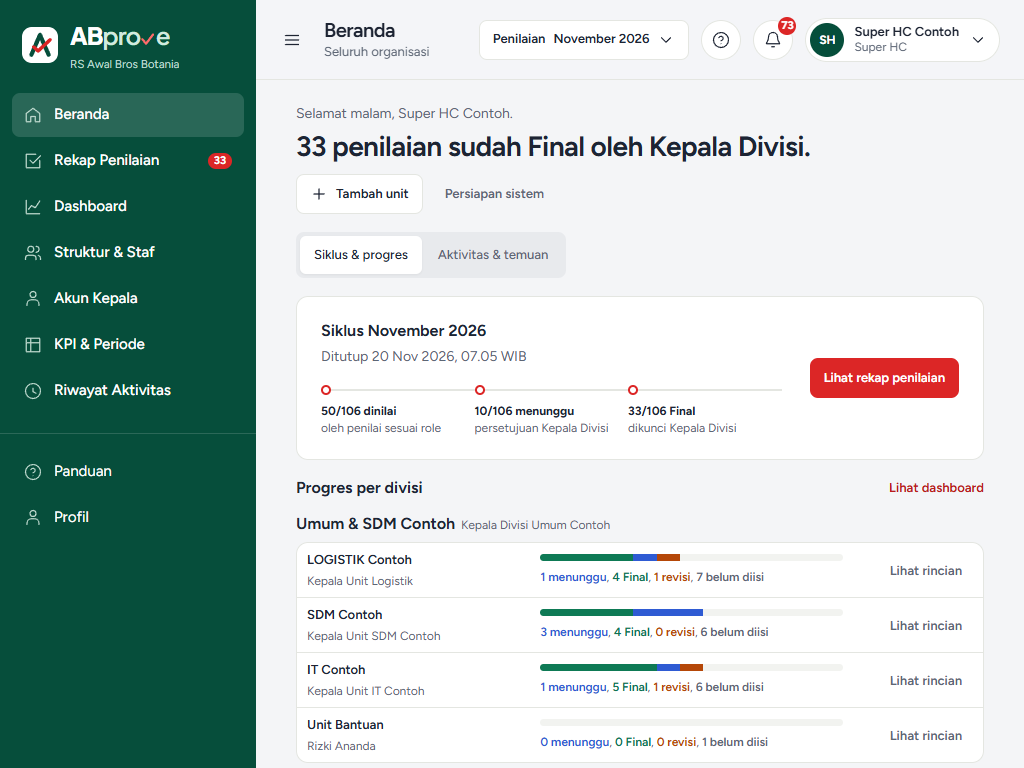 ABprove
RS Awal Bros Botania
Beranda
Rekap Penilaian 33
Dashboard
Struktur & Staf
Akun Kepala
KPI & Periode
Riwayat Aktivitas
Panduan
Profil
Beranda
Seluruh organisasi
Penilaian November 2026
73
SH
Super HC Contoh
Super HC
Selamat malam, Super HC Contoh.
33 penilaian sudah Final oleh Kepala Divisi.
Tambah unit
Persiapan sistem
Siklus & progres
Aktivitas & temuan
Siklus November 2026
Ditutup 20 Nov 2026, 07.05 WIB
50/106 dinilai
oleh penilai sesuai role
10/106 menunggu
persetujuan Kepala Divisi
33/106 Final
dikunci Kepala Divisi
Lihat rekap penilaian
Progres per divisi
Lihat dashboard
Umum & SDM Contoh Kepala Divisi Umum Contoh
LOGISTIK Contoh
Kepala Unit Logistik
1 menunggu, 4 Final, 1 revisi, 7 belum diisi
Lihat rincian
SDM Contoh
Kepala Unit SDM Contoh
3 menunggu, 4 Final, 0 revisi, 6 belum diisi
Lihat rincian
IT Contoh
Kepala Unit IT Contoh
1 menunggu, 5 Final, 1 revisi, 6 belum diisi
Lihat rincian
Unit Bantuan
Rizki Ananda
0 menunggu, 0 Final, 0 revisi, 1 belum diisi
Lihat rincian